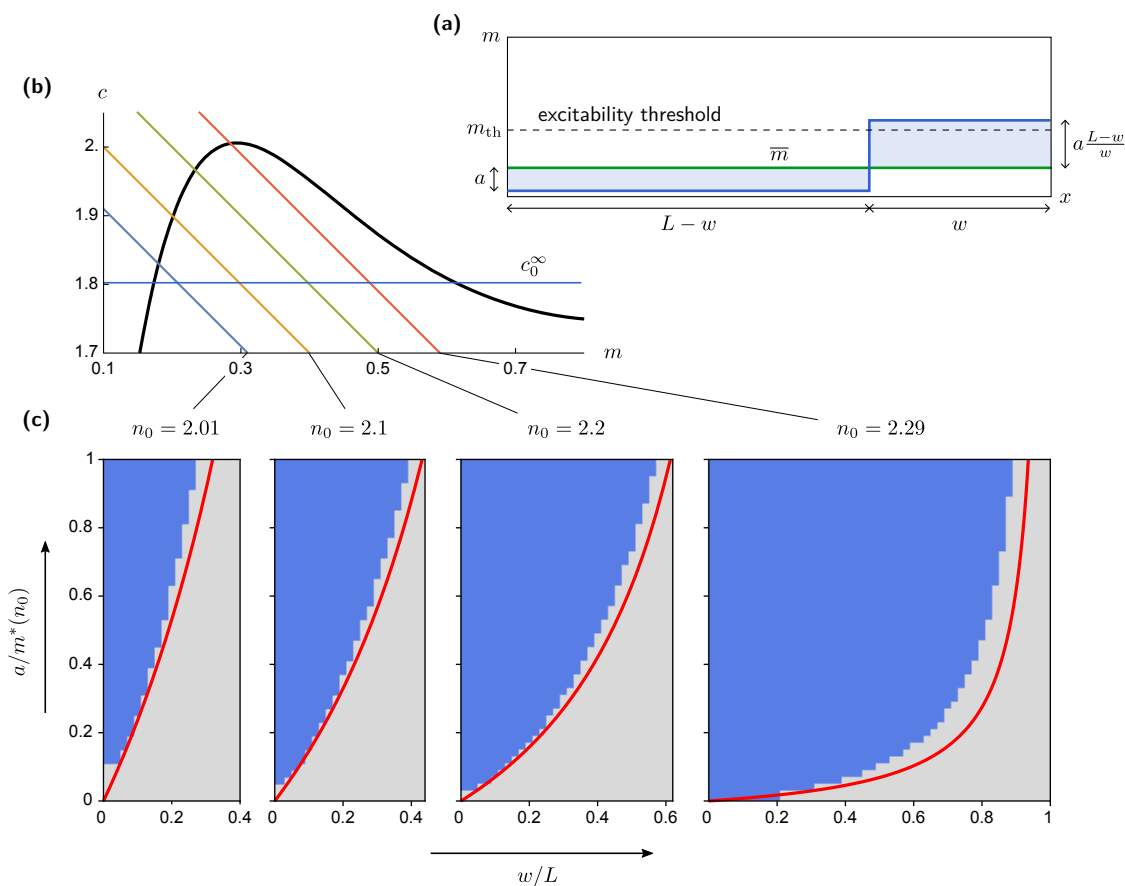 (a)
m
excitability threshold
m_th
\overline{m}
a
a\frac{L-w}{w}
x
L − w
w
(b)
c
2.
1.9
1.8
1.7
c_0^∞
0.1
0.3
0.5
0.7
m
(c)
n_0 = 2.01
n_0 = 2.1
n_0 = 2.2
n_0 = 2.29
a/m*(n_0)
1
0.8
0.6
0.4
0.2
0
0 0.2 0.4
0 0.2 0.4
0 0.2 0.4 0.6
0 0.2 0.4 0.6 0.8 1
w/L